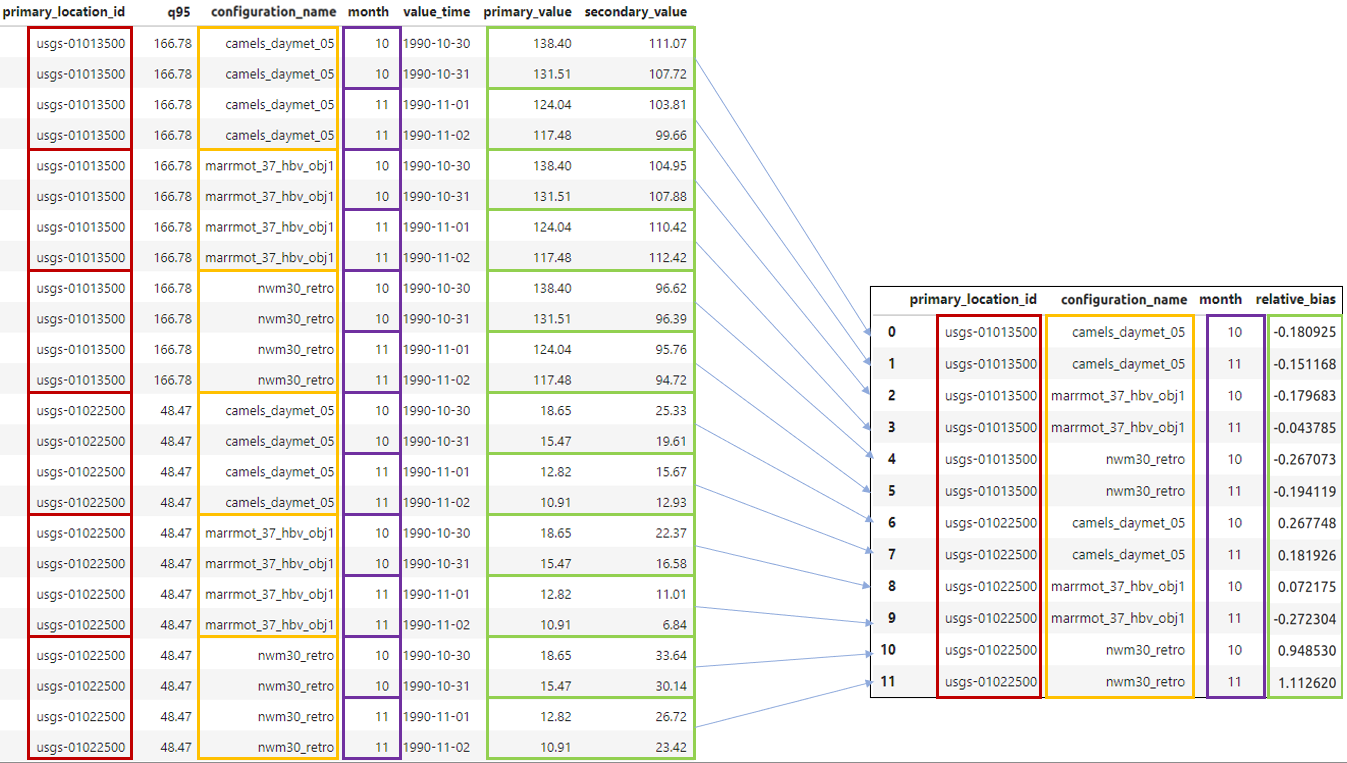 primary_location_id q95 configuration_name month value_time primary_value secondary_value
usgs-01013500 166.78 camels_daymet_05 10 1990-10-30 138.40 111.07
usgs-01013500 166.78 camels_daymet_05 10 1990-10-31 131.51 107.72
usgs-01013500 166.78 camels_daymet_05 11 1990-11-01 124.04 103.81
usgs-01013500 166.78 camels_daymet_05 11 1990-11-02 117.48 99.66
usgs-01013500 166.78 marrmot_37_hbv_obj1 10 1990-10-30 138.40 104.95
usgs-01013500 166.78 marrmot_37_hbv_obj1 10 1990-10-31 131.51 107.88
usgs-01013500 166.78 marrmot_37_hbv_obj1 11 1990-11-01 124.04 110.42
usgs-01013500 166.78 marrmot_37_hbv_obj1 11 1990-11-02 117.48 112.42
usgs-01013500 166.78 nwm30_retro 10 1990-10-30 138.40 96.62
usgs-01013500 166.78 nwm30_retro 10 1990-10-31 131.51 96.39
usgs-01013500 166.78 nwm30_retro 11 1990-11-01 124.04 95.76
usgs-01013500 166.78 nwm30_retro 11 1990-11-02 117.48 94.72
usgs-01022500 48.47 camels_daymet_05 10 1990-10-30 18.65 25.33
usgs-01022500 48.47 camels_daymet_05 10 1990-10-31 15.47 19.61
usgs-01022500 48.47 camels_daymet_05 11 1990-11-01 12.82 15.67
usgs-01022500 48.47 camels_daymet_05 11 1990-11-02 10.91 12.93
usgs-01022500 48.47 marrmot_37_hbv_obj1 10 1990-10-30 18.65 22.37
usgs-01022500 48.47 marrmot_37_hbv_obj1 10 1990-10-31 15.47 16.58
usgs-01022500 48.47 marrmot_37_hbv_obj1 11 1990-11-01 12.82 11.01
usgs-01022500 48.47 marrmot_37_hbv_obj1 11 1990-11-02 10.91 6.84
usgs-01022500 48.47 nwm30_retro 10 1990-10-30 18.65 33.64
usgs-01022500 48.47 nwm30_retro 10 1990-10-31 15.47 30.14
usgs-01022500 48.47 nwm30_retro 11 1990-11-01 12.82 26.72
usgs-01022500 48.47 nwm30_retro 11 1990-11-02 10.91 23.42
primary_location_id configuration_name month relative_bias
0 usgs-01013500 camels_daymet_05 10 -0.180925
1 usgs-01013500 camels_daymet_05 11 -0.151168
2 usgs-01013500 marrmot_37_hbv_obj1 10 -0.179683
3 usgs-01013500 marrmot_37_hbv_obj1 11 -0.043785
4 usgs-01013500 nwm30_retro 10 -0.267073
5 usgs-01013500 nwm30_retro 11 -0.194119
6 usgs-01022500 camels_daymet_05 10 0.267748
7 usgs-01022500 camels_daymet_05 11 0.181926
8 usgs-01022500 marrmot_37_hbv_obj1 10 0.072175
9 usgs-01022500 marrmot_37_hbv_obj1 11 -0.272304
10 usgs-01022500 nwm30_retro 10 0.948530
11 usgs-01022500 nwm30_retro 11 1.112620